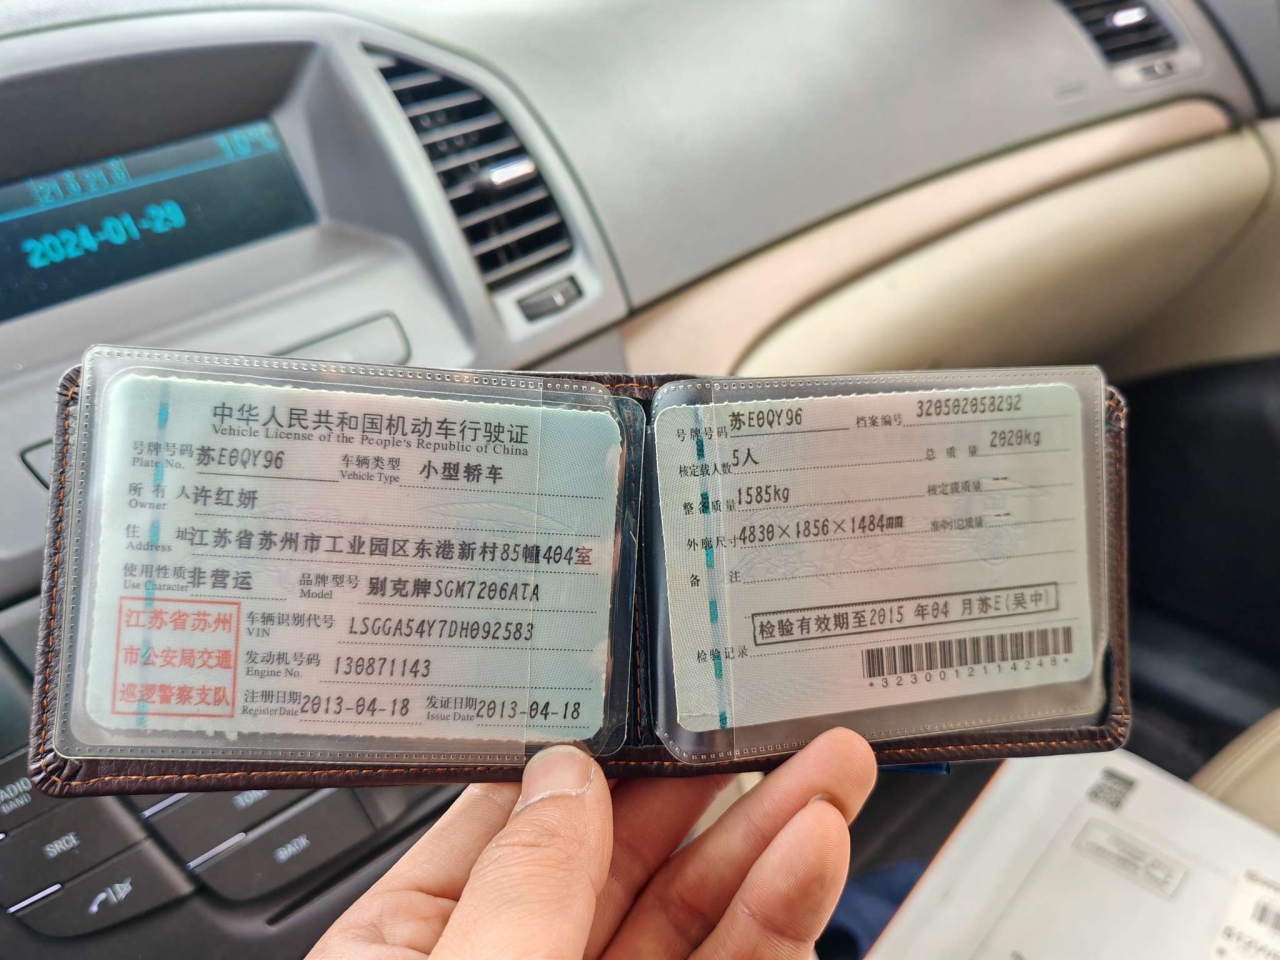 10℃
2024-01-29
中华人民共和国机动车行驶证
Vehicle License of the People's Republic of China
号牌号码 苏E0QY96 车辆类型 小型轿车
Plate No. Vehicle Type
所有人 许红妍
Owner
住址 江苏省苏州市工业园区东港新村85幢404室
Address
使用性质 非营运 品牌型号 别克牌SGM7206ATA
Use Character Model
江苏省苏州
市公安局交通
巡逻警察支队
车辆识别代号 LSGGA54Y7DH092583
VIN
发动机号码 130871143
Engine No.
注册日期 2013-04-18 发证日期 2013-04-18
Register Date Issue Date
号牌号码 苏E0QY96 档案编号 320502058292
核定载人数 5人 总质量 2020kg
整备质量 1585kg 核定载质量 --
外廓尺寸 4830×1856×1484mm 准牵引总质量 --
备注
检验有效期至2015 年04 月苏E(吴中)
检验记录
*3230012114248*
RADIO
BAND
SRCE
BACK